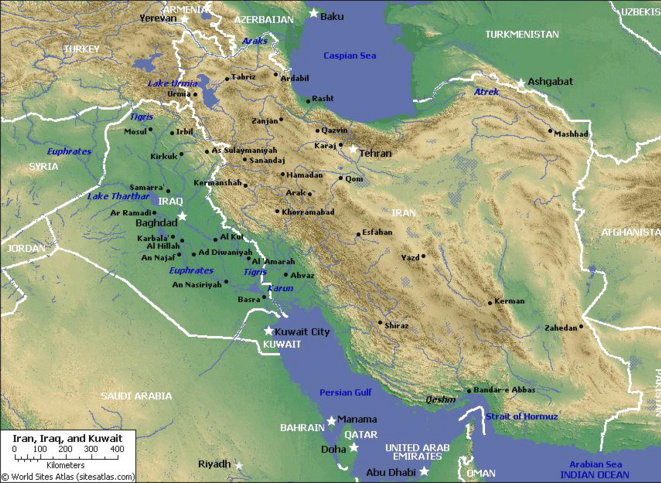 ARMENIA
Yerevan
AZERBAIJAN
Baku
UZBEKIS
TURKMENISTAN
TURKEY
Araks
Caspian Sea
Lake Urmia
Tabriz
Ardabil
Ashgabat
Urmia
Rasht
Atrek
Tigris
Zanjan
Mosul
Irbil
Qazvin
Mashhad
Karaj
Tehran
Euphrates
Kirkuk
As Sulaymaniyah
Sanandaj
SYRIA
Hamadan
Qom
Kermanshah
Samarra'
Arak
Lake Tharthar
IRAQ
Ar Ramadi
Khorramabad
IRAN
Baghdad
Esfahan
AFGHANISTA
Karbala'
Al Kut
JORDAN
Al Hillah
An Najaf
Ad Diwaniyah
Al 'Amarah
Yazd
Euphrates
Tigris
Ahvaz
An Nasiriyah
Karun
Basra
Kerman
Shiraz
Zahedan
Kuwait City
KUWAIT
SAUDI ARABIA
Persian Gulf
Qeshm
Bandar-e Abbas
Strait of Hormuz
Manama
BAHRAIN
QATAR
Doha
UNITED ARAB
EMIRATES
Riyadh
Abu Dhabi
OMAN
Arabian Sea
INDIAN OCEAN
Iran, Iraq, and Kuwait
0 100 200 300 400
Kilometers
© World Sites Atlas (sitesatlas.com)